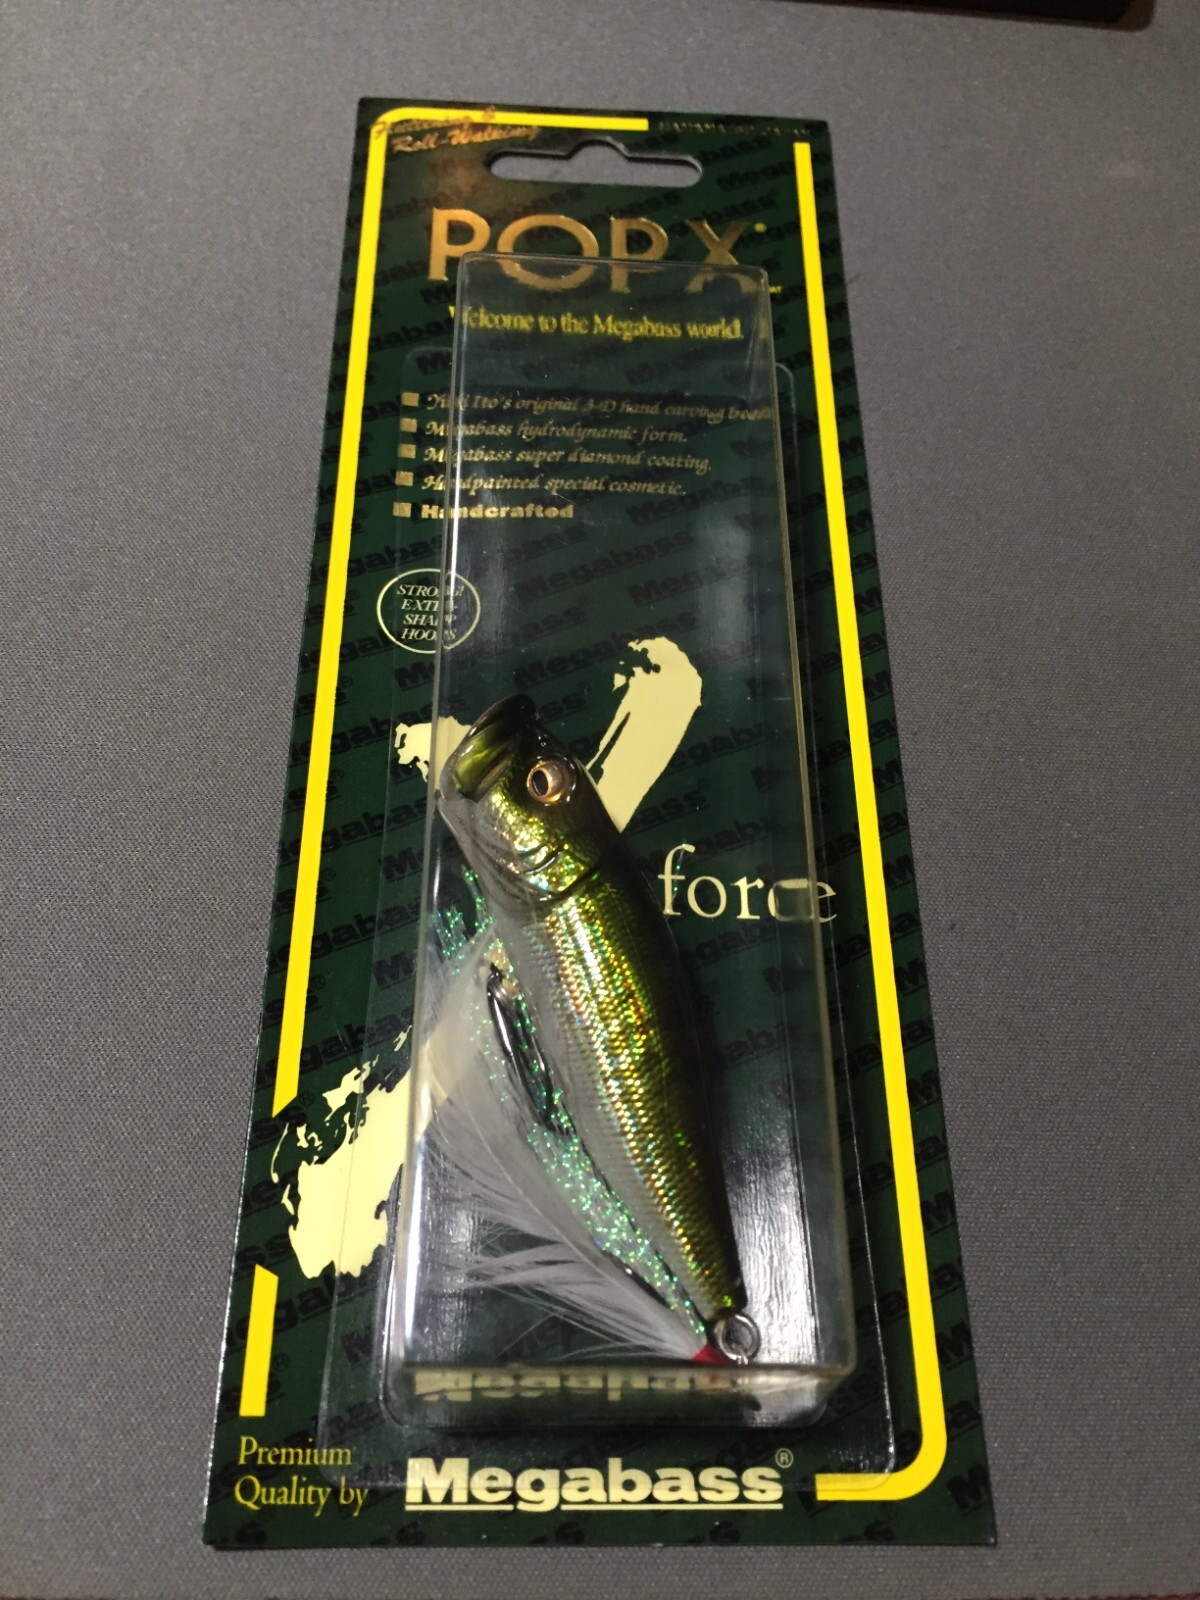 Roll-Walking
POPX
Welcome to the Megabass world.
Yuki Ito's original 3-D hand carving
Megabass hydrodynamic form.
Megabass super diamond coating.
Handpainted special cosmetic.
Handcrafted
STRONG!
EXTRA-
SHARP
HOOKS
force
Premium
Quality by
Megabass®